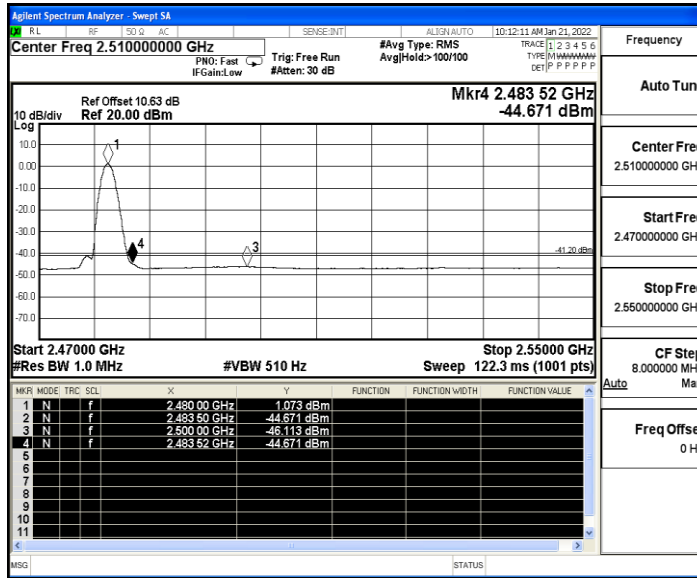 Agilent Spectrum Analyzer - Swept SA
RL RF 50 Ω AC SENSE:INT ALIGN AUTO 10:12:11 AM Jan 21, 2022
Center Freq 2.510000000 GHz
PNO: Fast
IFGain:Low
Trig: Free Run
#Atten: 30 dB
#Avg Type: RMS
Avg|Hold:>100/100
TRACE 1 2 3 4 5 6
TYPE M
DET P P P P P P
Ref Offset 10.63 dB
10 dB/div Ref 20.00 dBm
Log
Mkr4 2.483 52 GHz
-44.671 dBm
10.0
0.00
-10.0
-20.0
-30.0
-40.0
-50.0
-60.0
-70.0
1
4
3
-41.20 dBm
Start 2.47000 GHz Stop 2.55000 GHz
#Res BW 1.0 MHz #VBW 510 Hz Sweep 122.3 ms (1001 pts)
MKR MODE TRC SCL X Y FUNCTION FUNCTION WIDTH FUNCTION VALUE
1 N f 2.480 00 GHz 1.073 dBm
2 N f 2.483 50 GHz -44.671 dBm
3 N f 2.500 00 GHz -46.113 dBm
4 N f 2.483 52 GHz -44.671 dBm
5
6
7
8
9
10
11
MSG STATUS
Frequency
Auto Tun
Center Fre
2.510000000 GH
Start Fre
2.470000000 GH
Stop Fre
2.550000000 GH
CF Ste
8.000000 MH
Auto Ma
Freq Offse
0 H